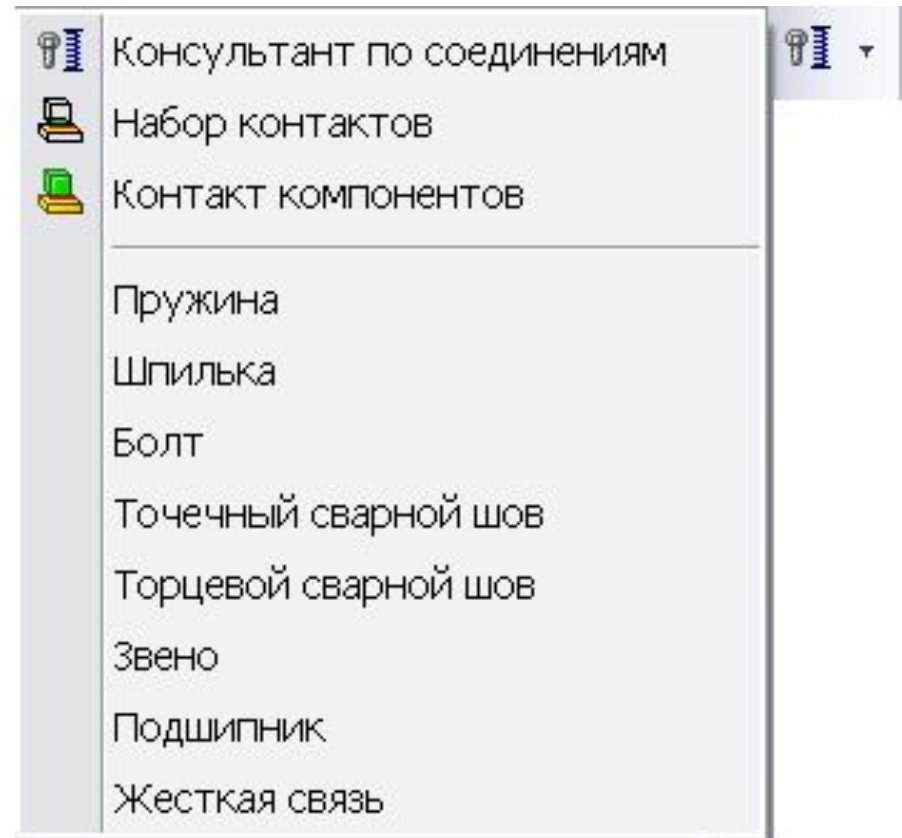 Консультант по соединениям
Набор контактов
Контакт компонентов
Пружина
Шпилька
Болт
Точечный сварной шов
Торцевой сварной шов
Звено
Подшипник
Жесткая связь